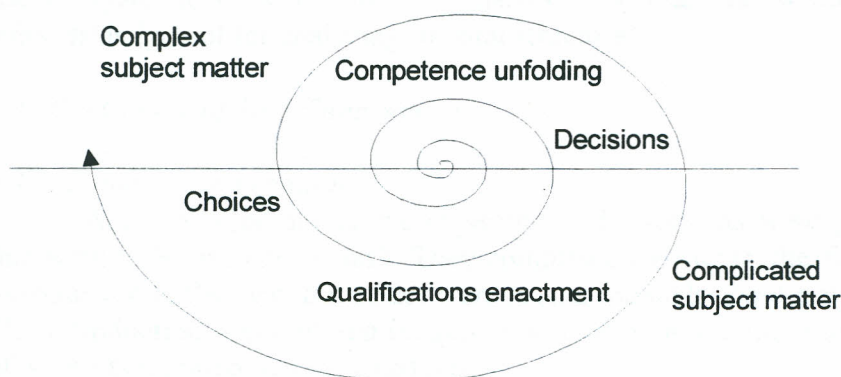 Complex
subject matter
Competence unfolding
Decisions
Choices
Qualifications enactment
Complicated
subject matter